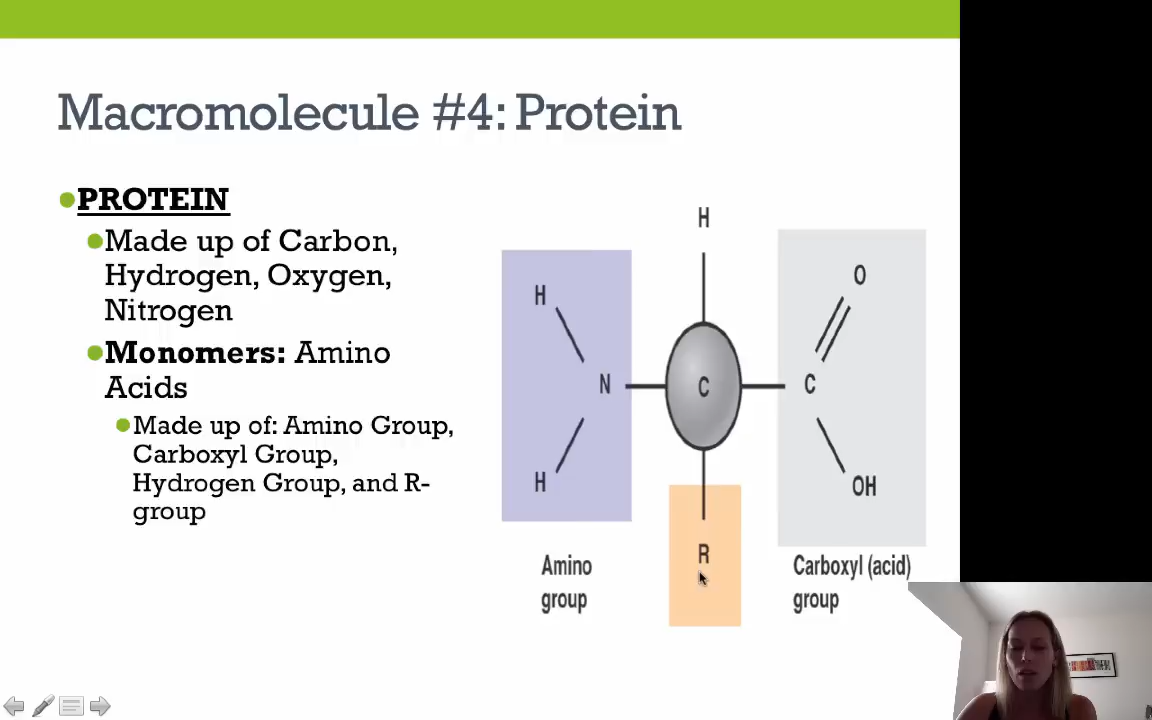 Macromolecule #4: Protein
PROTEIN
Made up of Carbon,
Hydrogen, Oxygen,
Nitrogen
Monomers: Amino
Acids
Made up of: Amino Group,
Carboxyl Group,
Hydrogen Group, and R-
group
H
H
O
N
C
C
H
OH
R
Amino
group
Carboxyl (acid)
group